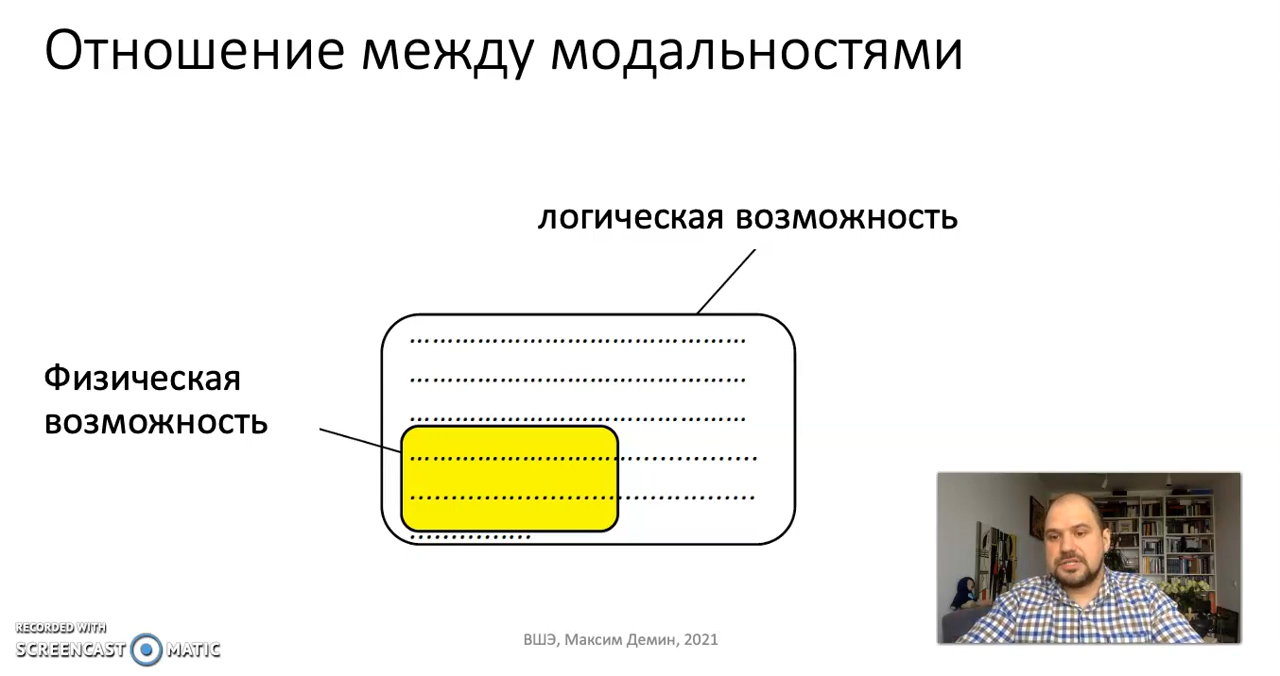 Отношение между модальностями
логическая возможность
Физическая
возможность
RECORDED WITH
SCREENCAST MATIC
ВШЭ, Максим Демин, 2021